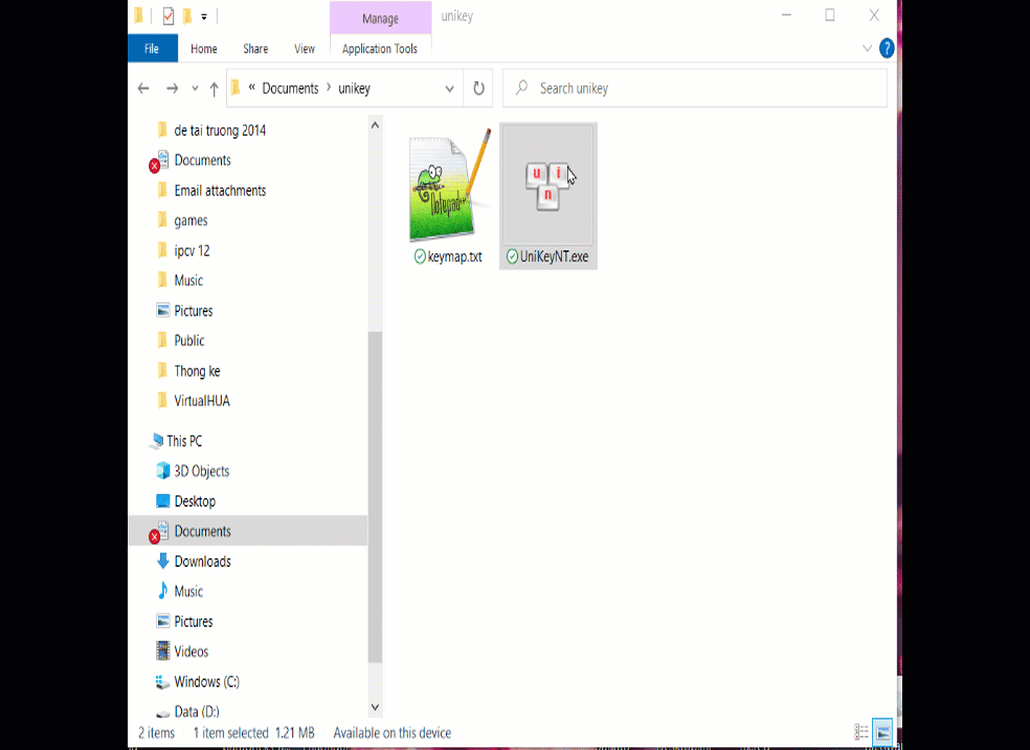 Manage
unikey
File
Home
Share
View
Application Tools
?
« Documents > unikey
Search unikey
de tai truong 2014
Documents
Email attachments
games
ipcv 12
Music
Pictures
Public
Thong ke
VirtualHUA
This PC
3D Objects
Desktop
Documents
Downloads
Music
Pictures
Videos
Windows (C:)
Data (D:)
Notepad++
keymap.txt
u i
n
UniKeyNT.exe
2 items
1 item selected 1.21 MB
Available on this device